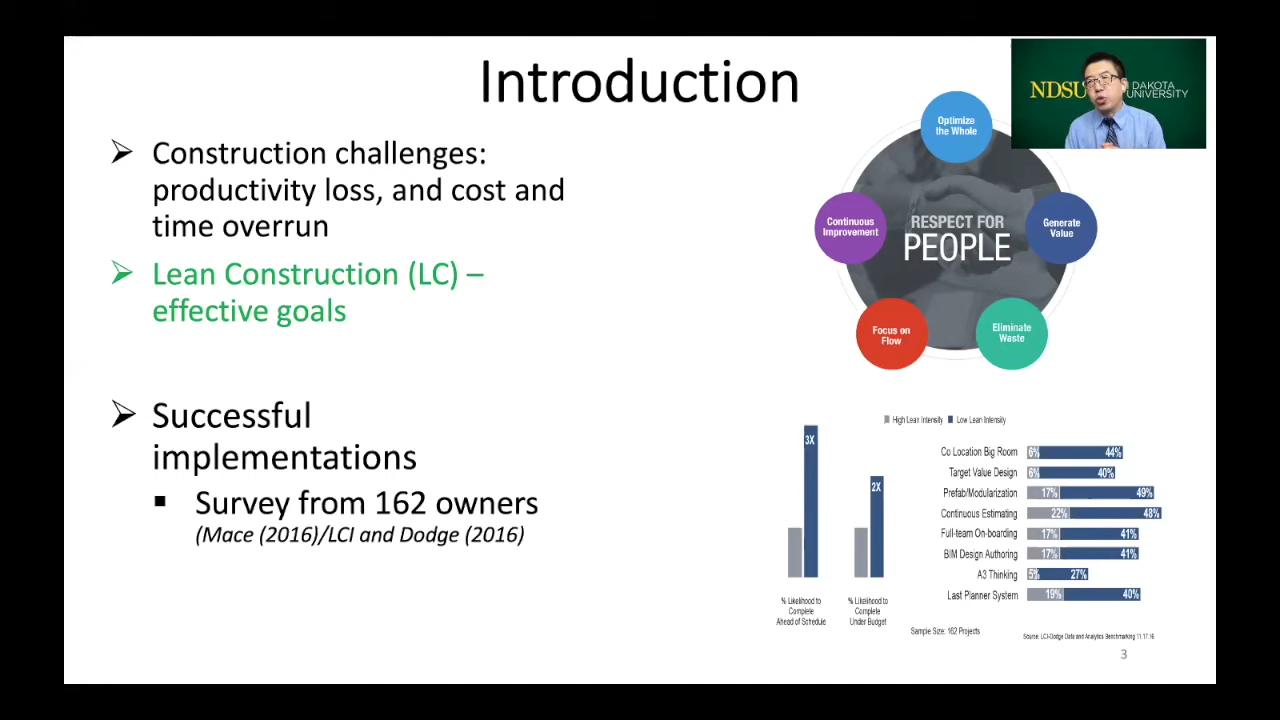 Introduction
NDSU DAKOTA
UNIVERSITY
Construction challenges:
productivity loss, and cost and
time overrun
Lean Construction (LC) –
effective goals
Successful
implementations
Survey from 162 owners
(Mace (2016)/LCI and Dodge (2016)
Optimize
the Whole
Continuous
Improvement
RESPECT FOR
PEOPLE
Generate
Value
Focus on
Flow
Eliminate
Waste
High Lean Intensity Low Lean Intensity
3X
2X
% Likelihood to
Complete
Ahead of Schedule
% Likelihood to
Complete
Under Budget
Co Location Big Room 6% 44%
Target Value Design 6% 40%
Prefab/Modularization 17% 49%
Continuous Estimating 22% 48%
Full-team On-boarding 17% 41%
BIM Design Authoring 17% 41%
A3 Thinking 5% 27%
Last Planner System 19% 40%
Sample Size: 162 Projects
Source: LCI-Dodge Data and Analytics Benchmarking 11.17.16
3